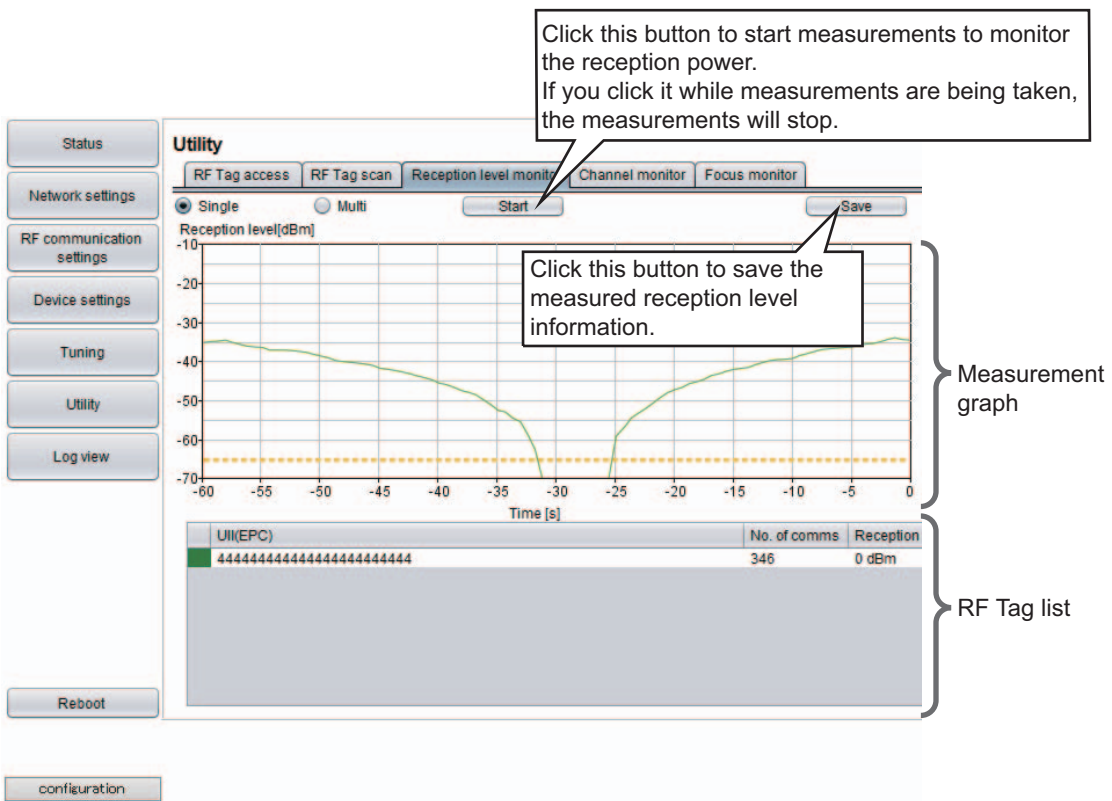 Click this button to start measurements to monitor
the reception power.
If you click it while measurements are being taken,
the measurements will stop.
Status
Network settings
RF communication
settings
Device settings
Tuning
Utility
Log view
Reboot
configuration
Utility
RF Tag access
RF Tag scan
Reception level monitor
Channel monitor
Focus monitor
Single
Multi
Start
Save
Reception level[dBm]
Click this button to save the
measured reception level
information.
-10
-20
-30
-40
-50
-60
-70
-60 -55 -50 -45 -40 -35 -30 -25 -20 -15 -10 -5 0
Time [s]
Measurement
graph
UII(EPC) No. of comms Reception
444444444444444444444444 346 0 dBm
RF Tag list